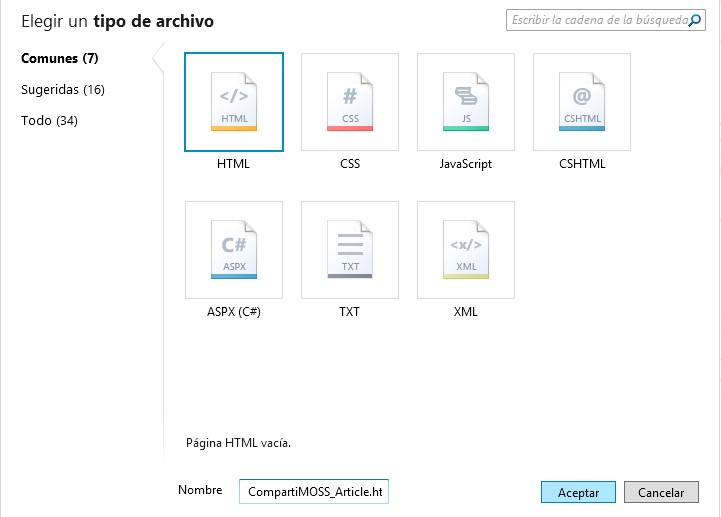 Elegir un tipo de archivo
Escribir la cadena de la búsqueda
Comunes (7)
Sugeridas (16)
Todo (34)
</>
HTML
#
CSS
JS
@
CSHTML
HTML
CSS
JavaScript
CSHTML
C#
ASPX
TXT
<x/>
XML
ASPX (C#)
TXT
XML
Página HTML vacía.
Nombre
CompartiMOSS_Article.ht
Aceptar
Cancelar